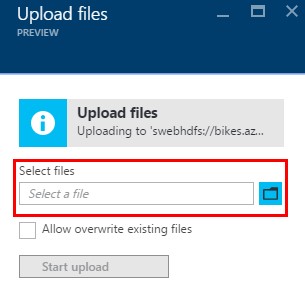 Upload files
PREVIEW
Upload files
Uploading to 'swebhdfs://bikes.az...
Select files
Select a file
Allow overwrite existing files
Start upload